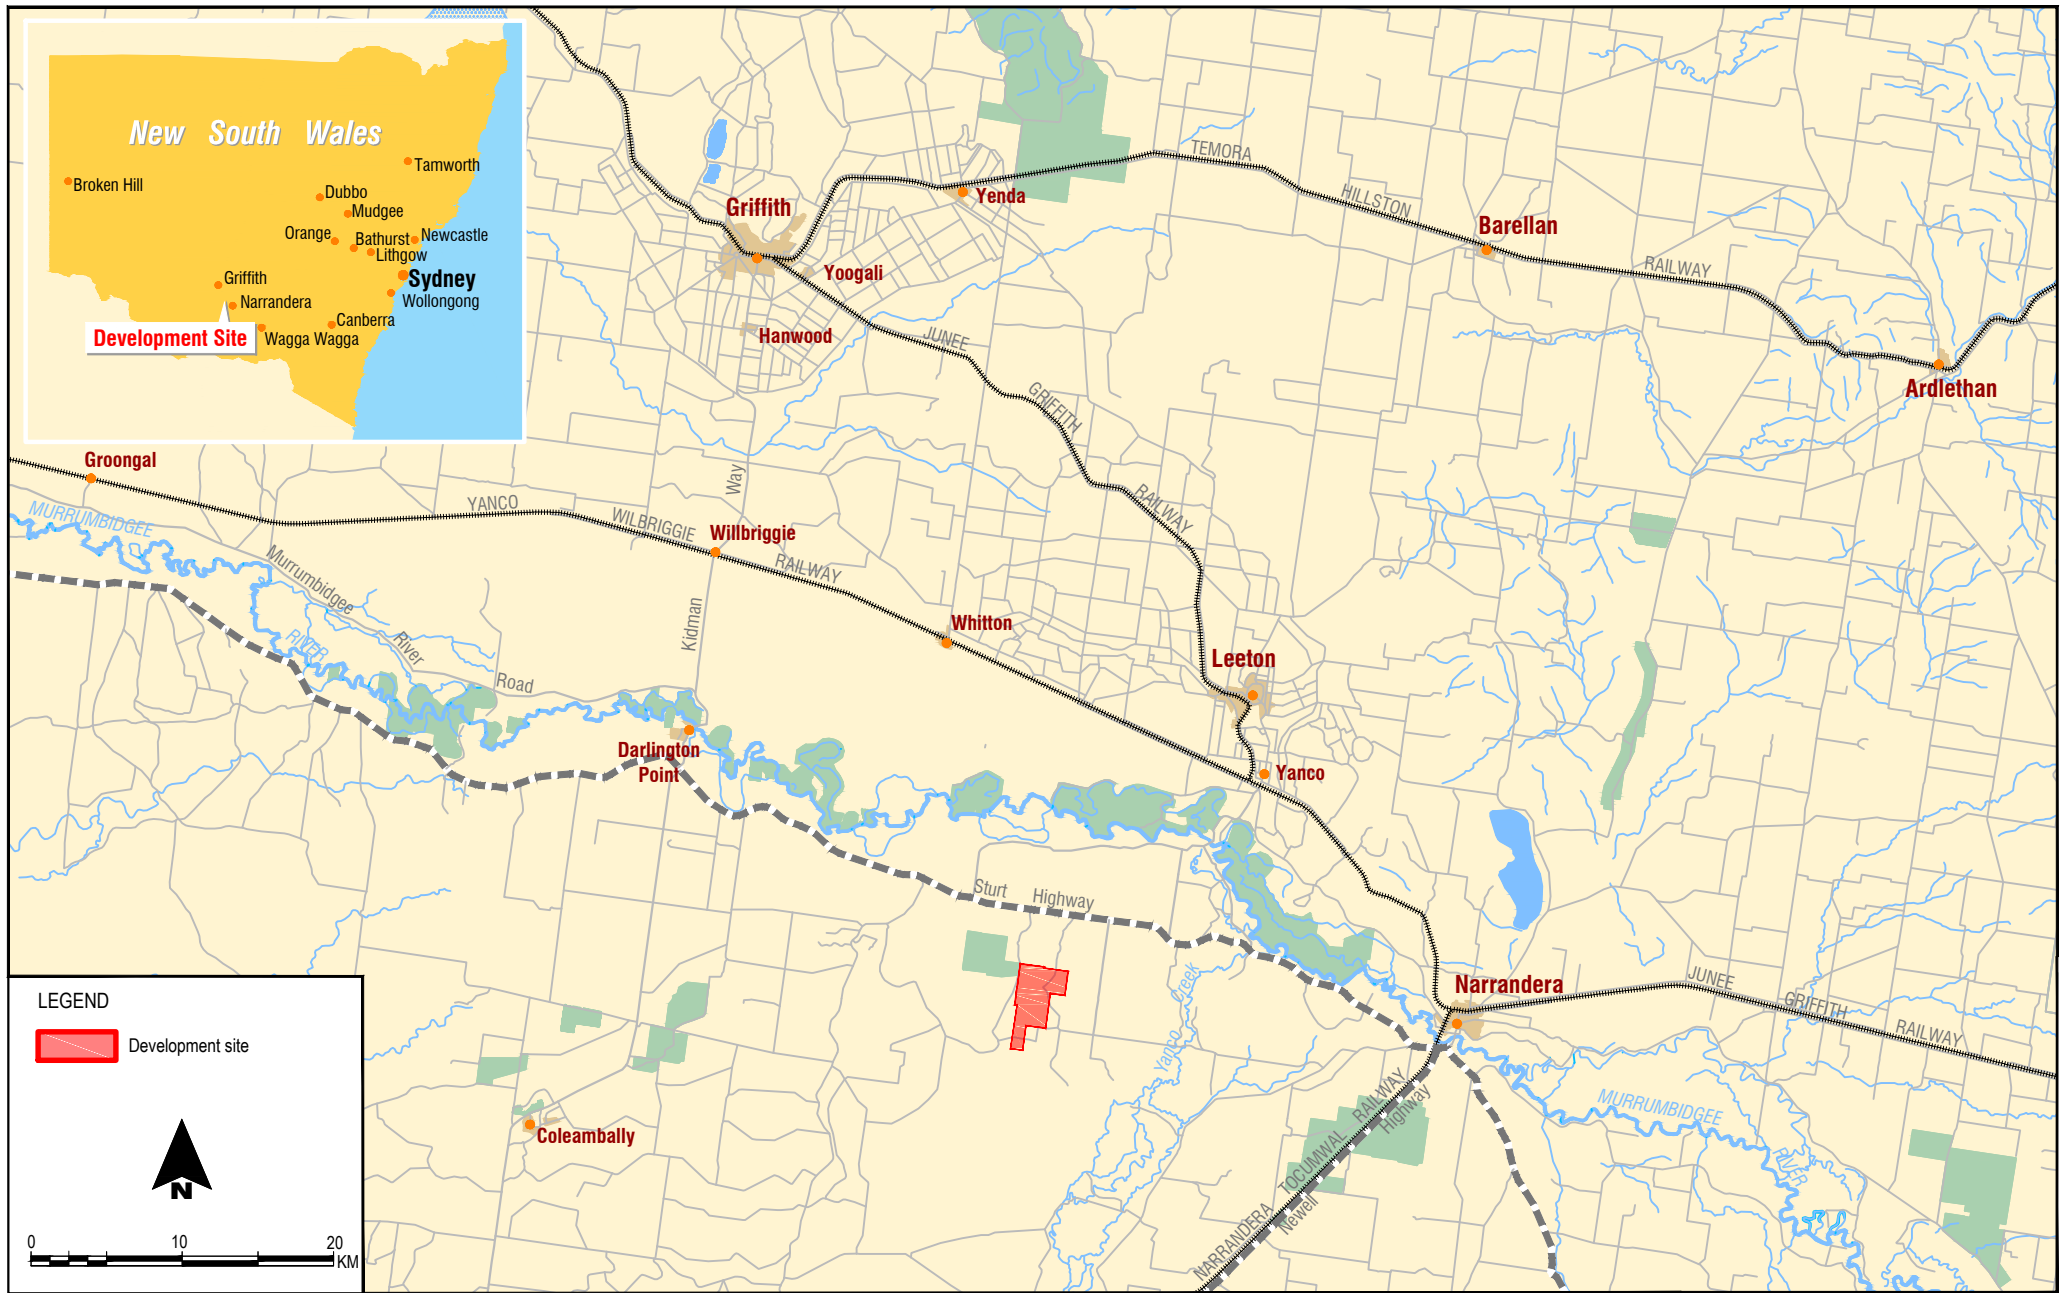 New South Wales
Tamworth
Broken Hill
Dubbo
Mudgee
Orange
Bathurst
Newcastle
Lithgow
Sydney
Wollongong
Griffith
Narrandera
Canberra
Development Site
Wagga Wagga
TEMORA
HILLSTON
RAILWAY
Yenda
Griffith
Barellan
Yoogali
Hanwood
Ardlethan
JUNEE
GRIFFITH
RAILWAY
Groongal
YANCO
WILBRIGGIE
RAILWAY
Way
Kidman
Willbriggie
MURRUMBIDGEE
RIVER
Murrumbidgee
River
Road
Whitton
Leeton
Darlington
Point
Yanco
Sturt Highway
Yanco Creek
Narrandera
JUNEE
GRIFFITH
RAILWAY
MURRUMBIDGEE
RIVER
Coleambally
NARRANDERA
TOCUMWAL
RAILWAY
Newell
Highway
LEGEND
Development site
N
0 10 20
KM